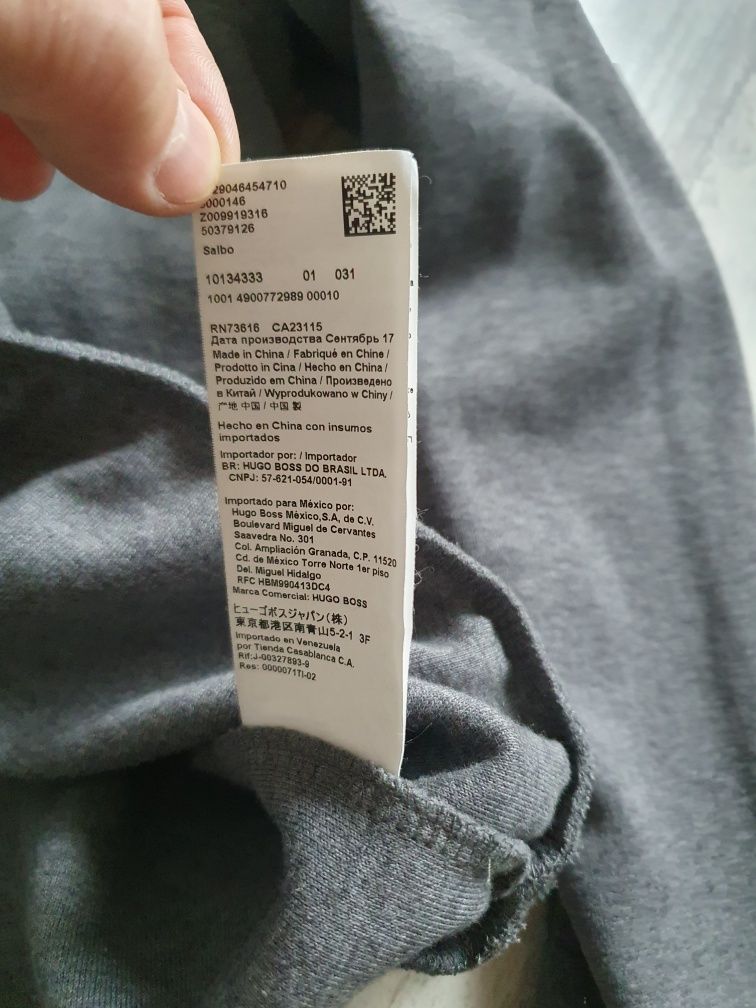 29046454710
000146
Z009919316
50379126
Salbo
10134333 01 031
1001 4900772989 00010
RN73616 CA23115
Дата производства Сентябрь 17
Made in China / Fabriqué en Chine /
Prodotto in Cina / Hecho en China /
Produzido em China / Произведено
в Китай / Wyprodukowano w Chiny /
产地 中国 / 中国 製
Hecho en China con insumos
importados
Importador por: / Importador
BR: HUGO BOSS DO BRASIL LTDA.
CNPJ: 57-621-054/0001-91
Importado para México por:
Hugo Boss México,S.A, de C.V.
Boulevard Miguel de Cervantes
Saavedra No. 301
Col. Ampliación Granada, C.P. 11520
Cd. de México Torre Norte 1er piso
Del. Miguel Hidalgo
RFC HBM990413DC4
Marca Comercial: HUGO BOSS
ヒューゴボスジャパン(株)
東京都港区南青山5-2-1 3F
Importado en Venezuela
por Tienda Casablanca C.A.
Rif:J-00327893-9
Res: 0000071TI-02